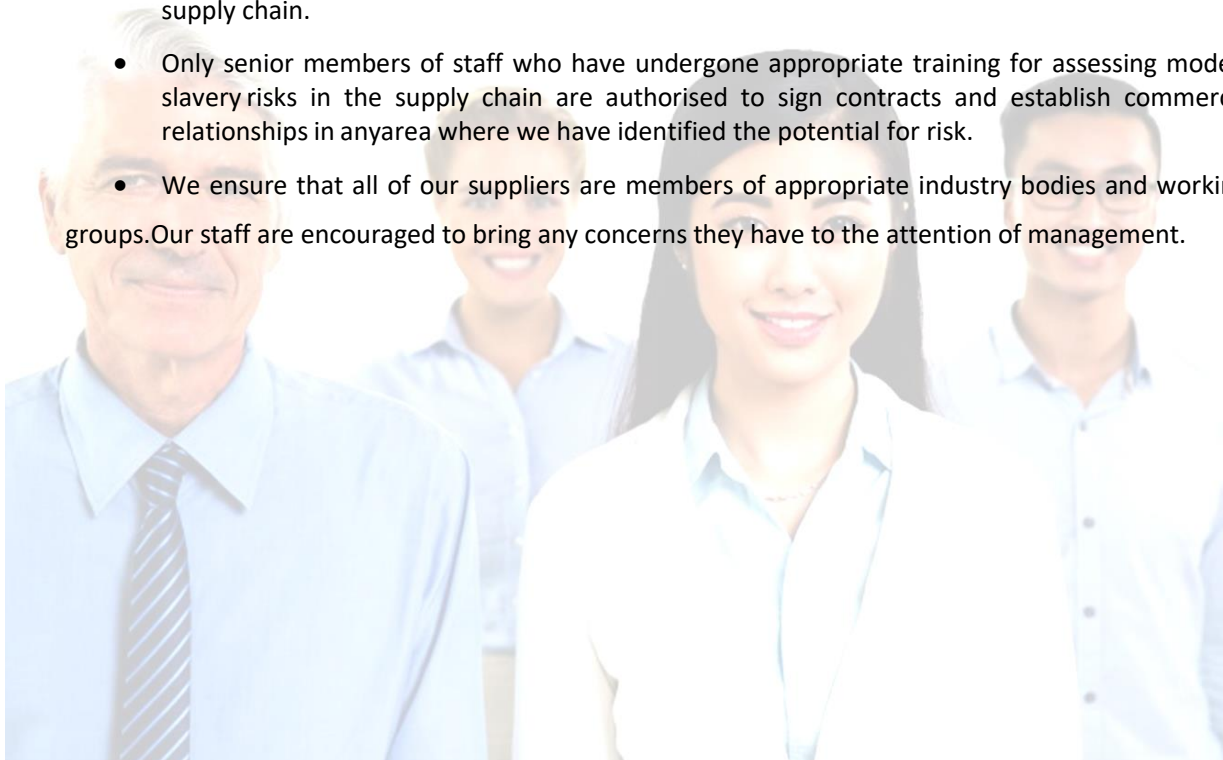 supply chain.
• Only senior members of staff who have undergone appropriate training for assessing
slavery risks in the supply chain are authorised to sign contracts and establish
relationships in anyarea where we have identified the potential for risk.
• We ensure that all of our suppliers are members of appropriate industry bodies and
groups.Our staff are encouraged to bring any concerns they have to the attention of management.